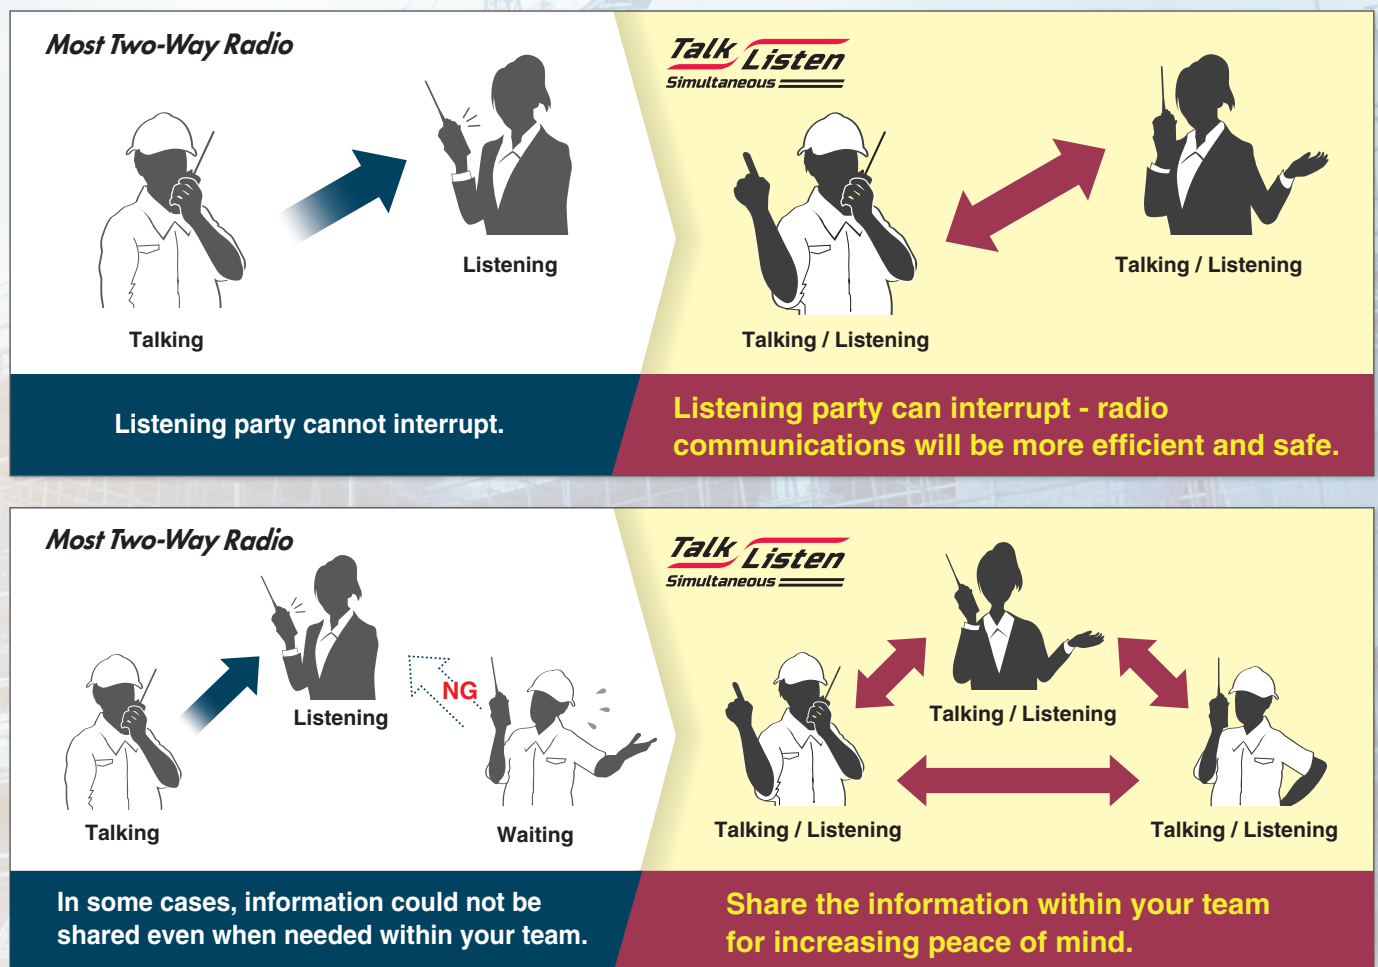 Most Two-Way Radio
Talking
Listening
Listening party cannot interrupt.
Talk Listen
Simultaneous
Talking / Listening
Talking / Listening
Listening party can interrupt - radio
communications will be more efficient and safe.
Most Two-Way Radio
Listening
NG
Talking
Waiting
In some cases, information could not be
shared even when needed within your team.
Talk Listen
Simultaneous
Talking / Listening
Talking / Listening
Talking / Listening
Share the information within your team
for increasing peace of mind.